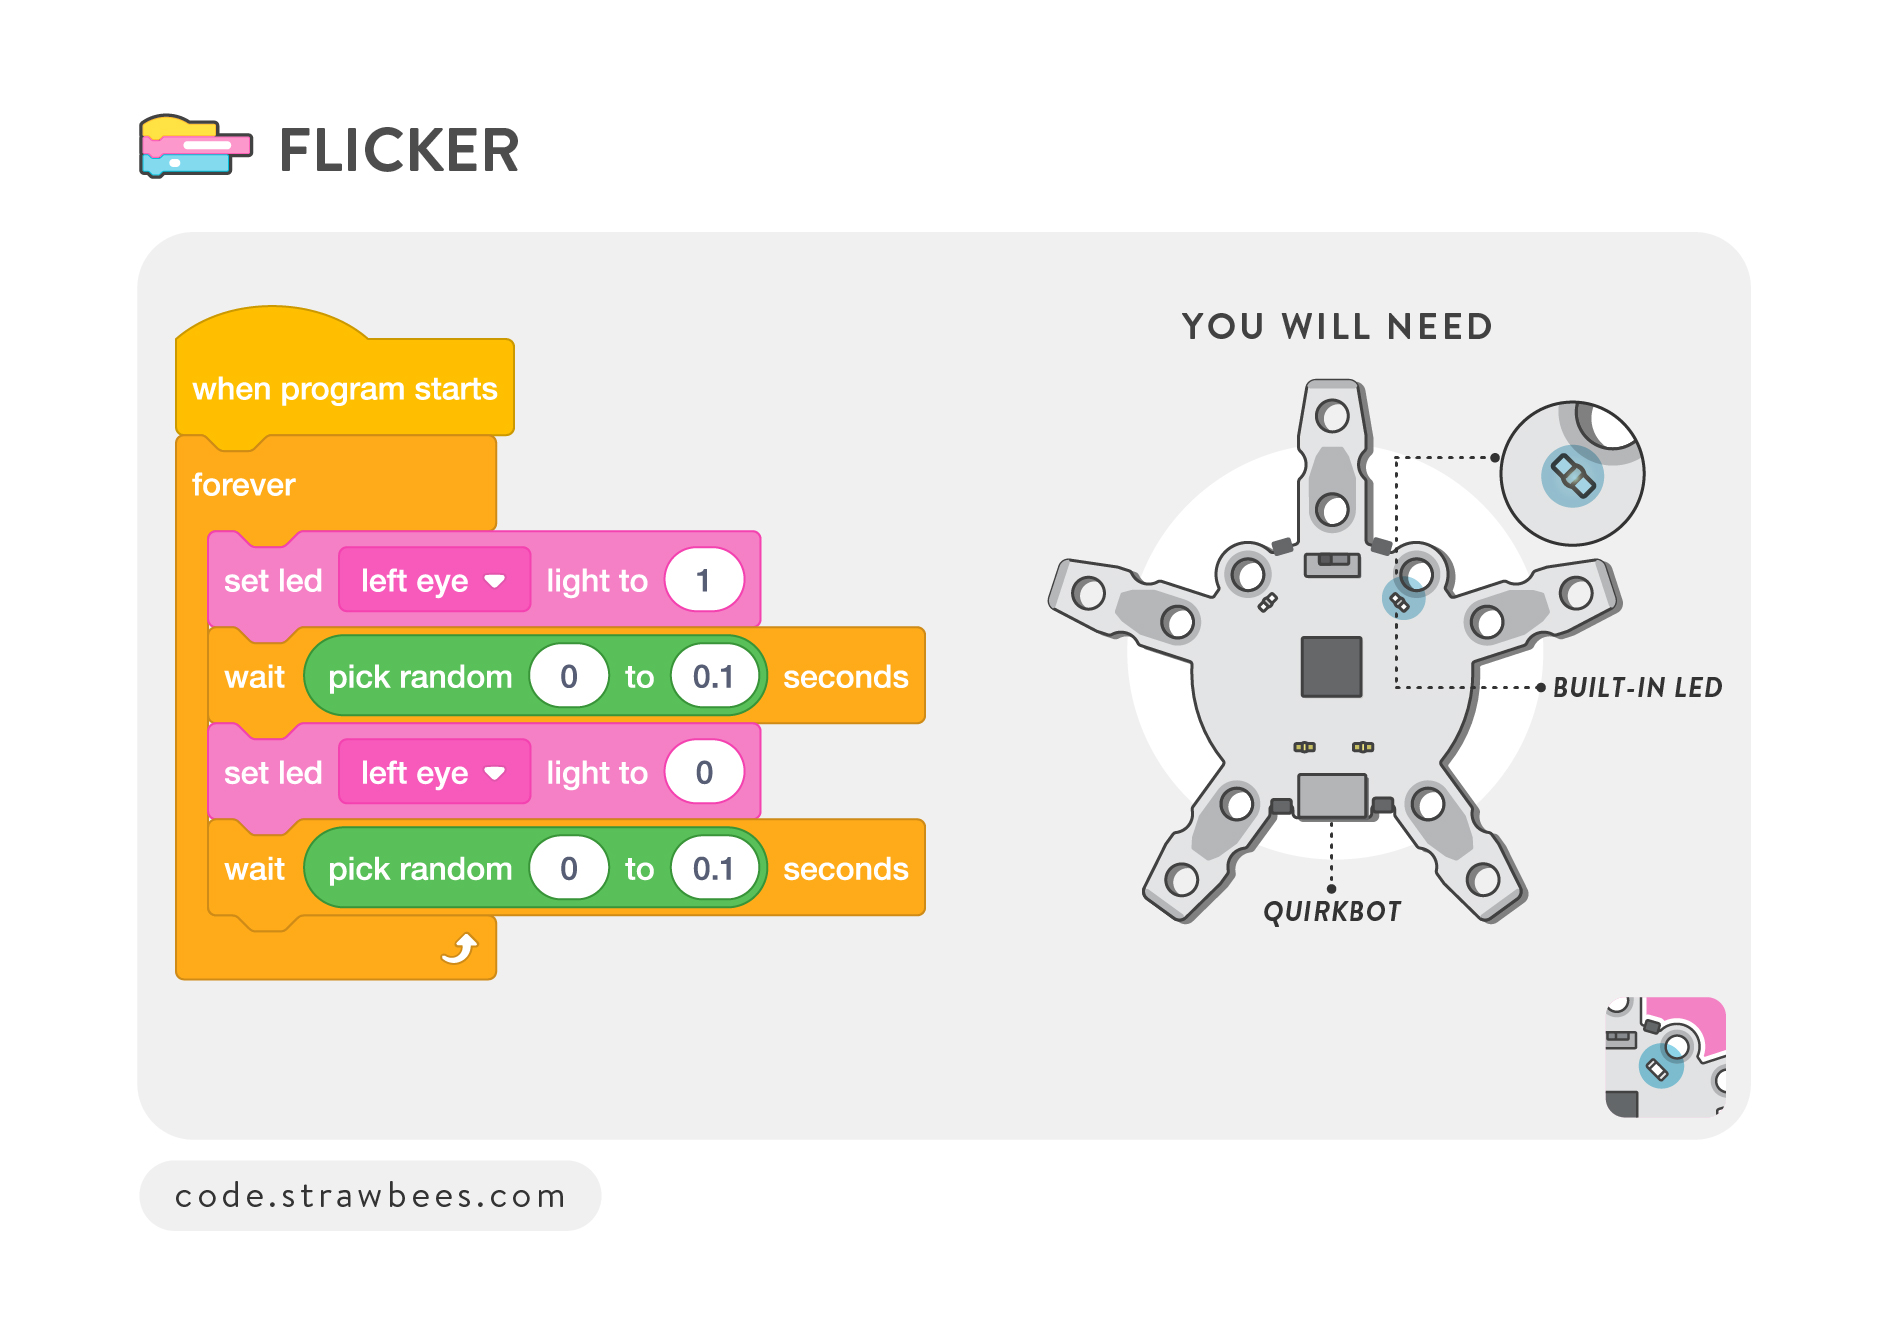 FLICKER
when program starts
forever
set led left eye light to 1
wait pick random 0 to 0.1 seconds
set led left eye light to 0
wait pick random 0 to 0.1 seconds
YOU WILL NEED
BUILT-IN LED
QUIRKBOT
code.strawbees.com